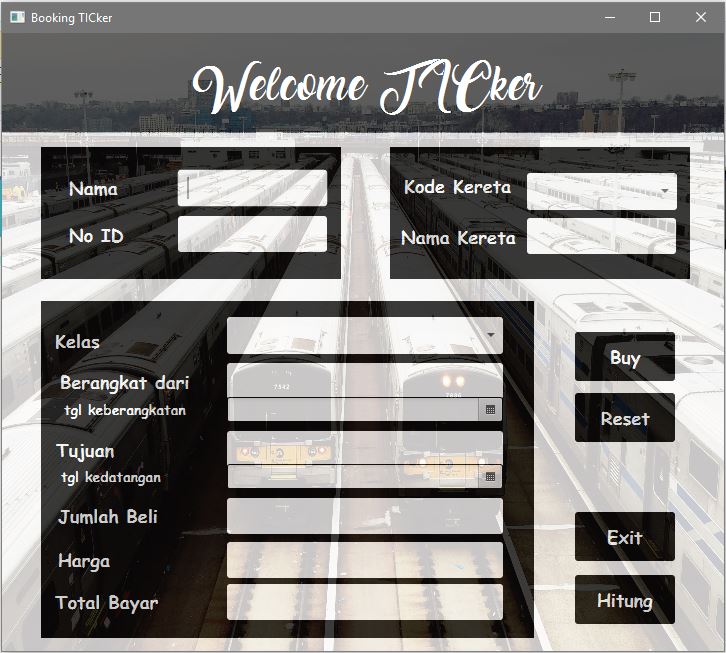 Booking TICker
Welcome TICker
Nama
No ID
Kode Kereta
Nama Kereta
Kelas
Berangkat dari
tgl keberangkatan
Tujuan
tgl kedatangan
Jumlah Beli
Harga
Total Bayar
Buy
Reset
Exit
Hitung
7542